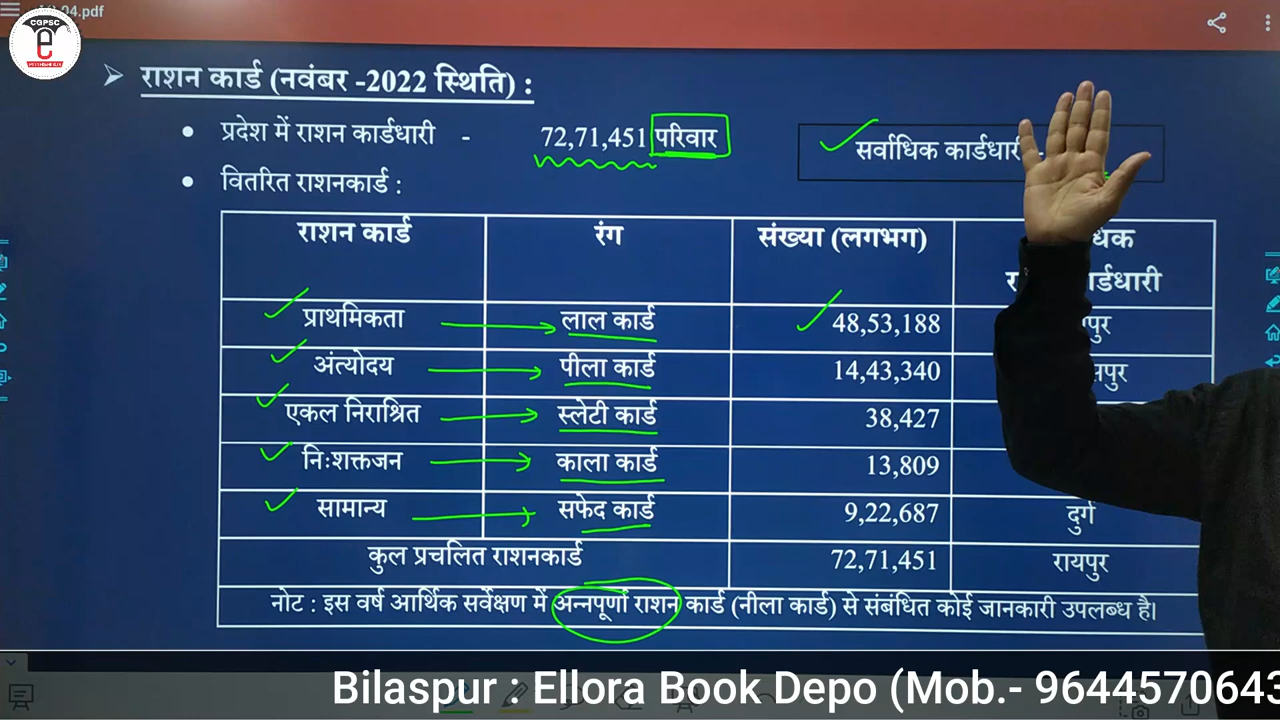 04.pdf
CGPSC
राशन कार्ड (नवंबर -2022 स्थिति) :
प्रदेश में राशन कार्डधारी - 72,71,451 परिवार
सर्वाधिक कार्डधारी -
वितरित राशनकार्ड :
राशन कार्ड रंग संख्या (लगभग)
प्राथमिकता लाल कार्ड 48,53,188
अंत्योदय पीला कार्ड 14,43,340
एकल निराश्रित स्लेटी कार्ड 38,427
निःशक्तजन काला कार्ड 13,809
सामान्य सफेद कार्ड 9,22,687 दुर्ग
कुल प्रचलित राशनकार्ड 72,71,451 रायपुर
नोट : इस वर्ष आर्थिक सर्वेक्षण में अन्नपूर्णा राशन कार्ड (नीला कार्ड) से संबंधित कोई जानकारी उपलब्ध है।
Bilaspur : Ellora Book Depo (Mob.- 9644570643